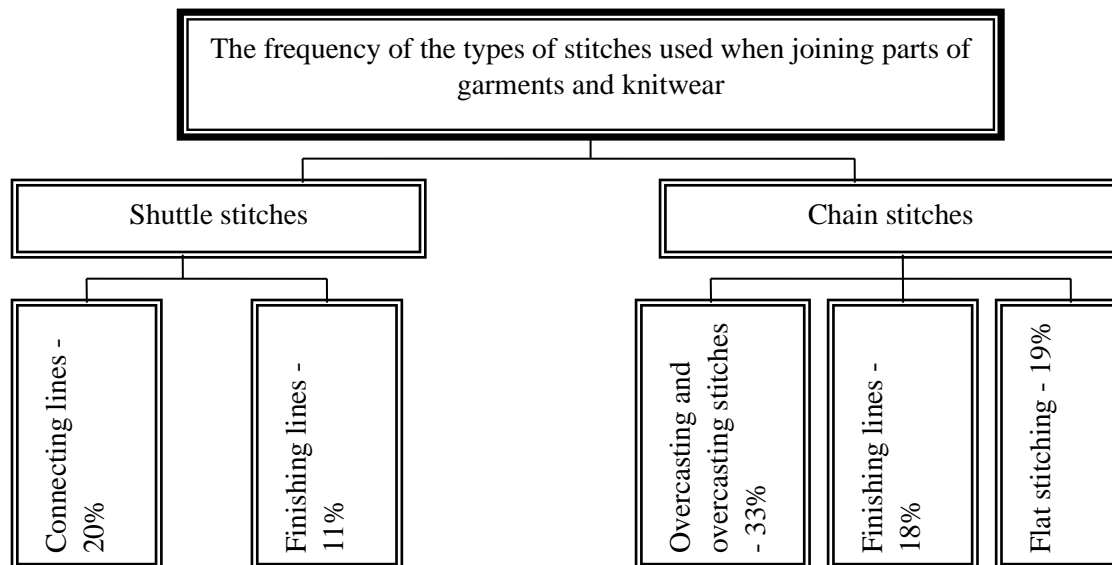 The frequency of the types of stitches used when joining parts of
garments and knitwear
Shuttle stitches
Chain stitches
Connecting lines -
20%
Finishing lines -
11%
Overcasting and
overcasting stitches
- 33%
Finishing lines -
18%
Flat stitching - 19%